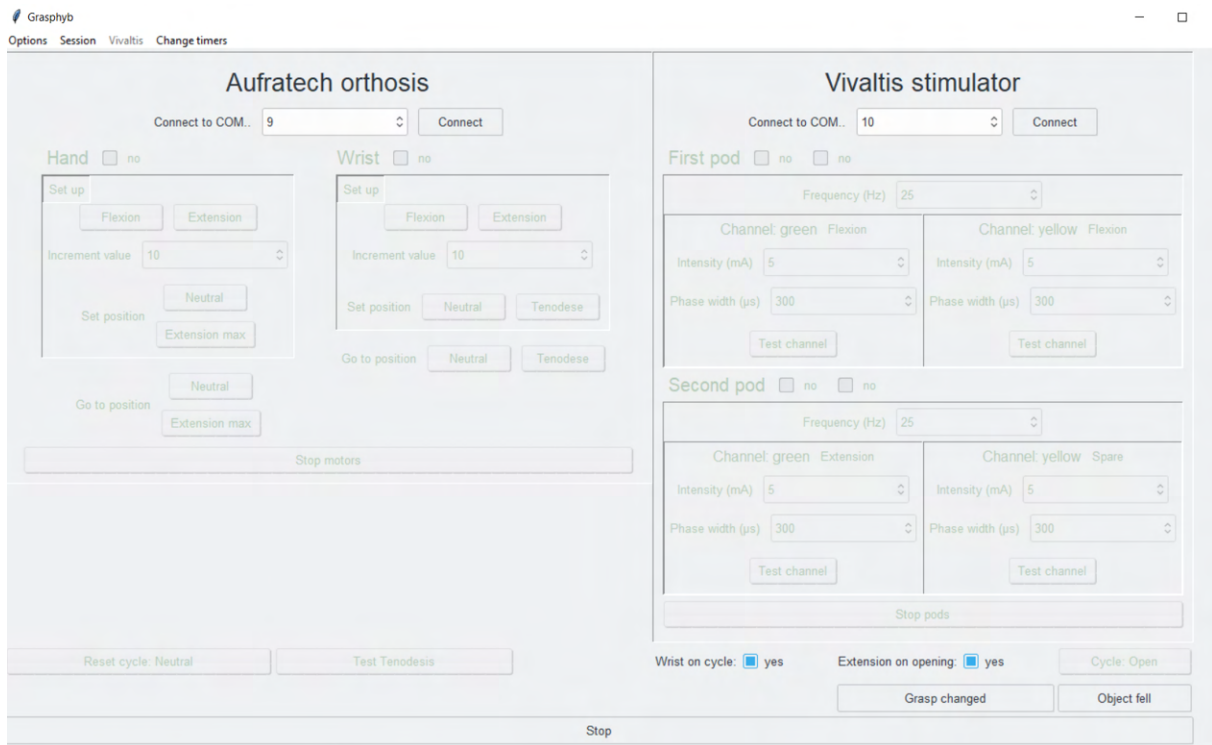 Grasphyb
Options Session Vivaltis Change timers
Aufratech orthosis
Connect to COM.. 9 Connect
Hand no
Set up
Flexion Extension
Increment value 10
Set position Neutral
Extension max
Go to position Neutral
Extension max
Wrist no
Set up
Flexion Extension
Increment value 10
Set position Neutral Tenodese
Go to position Neutral Tenodese
Stop motors
Vivaltis stimulator
Connect to COM.. 10 Connect
First pod no no
Frequency (Hz) 25
Channel: green Flexion
Intensity (mA) 5
Phase width (µs) 300
Test channel
Channel: yellow Flexion
Intensity (mA) 5
Phase width (µs) 300
Test channel
Second pod no no
Frequency (Hz) 25
Channel: green Extension
Intensity (mA) 5
Phase width (µs) 300
Test channel
Channel: yellow Spare
Intensity (mA) 5
Phase width (µs) 300
Test channel
Stop pods
Reset cycle: Neutral Test Tenodesis
Wrist on cycle: yes Extension on opening: yes Cycle: Open
Grasp changed Object fell
Stop